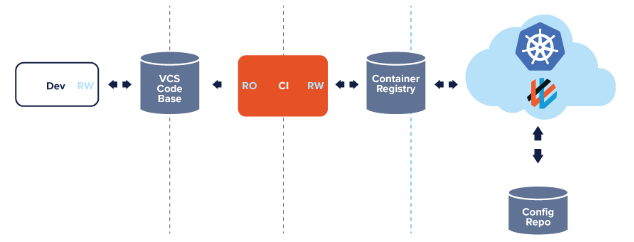 Dev RW
VCS
Code
Base
RO CI RW
Container
Registry
Config
Repo